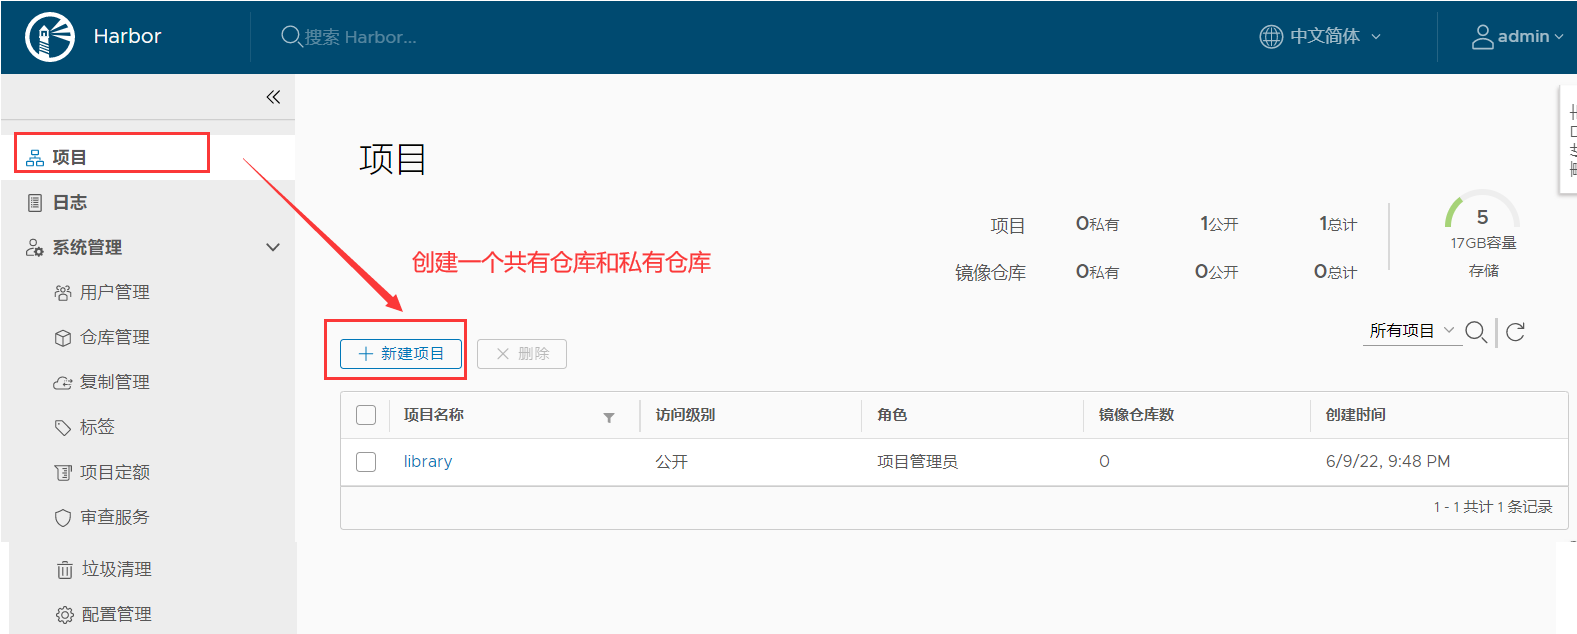 Harbor
搜索 Harbor...
中文简体
admin
项目
日志
系统管理
用户管理
仓库管理
复制管理
标签
项目定额
审查服务
垃圾清理
配置管理
项目
项目 0私有 1公开 1总计
镜像仓库 0私有 0公开 0总计
5
17GB容量
存储
创建一个共有仓库和私有仓库
所有项目
新建项目
删除
项目名称 访问级别 角色 镜像仓库数 创建时间
library 公开 项目管理员 0 6/9/22, 9:48 PM
1 - 1 共计 1 条记录